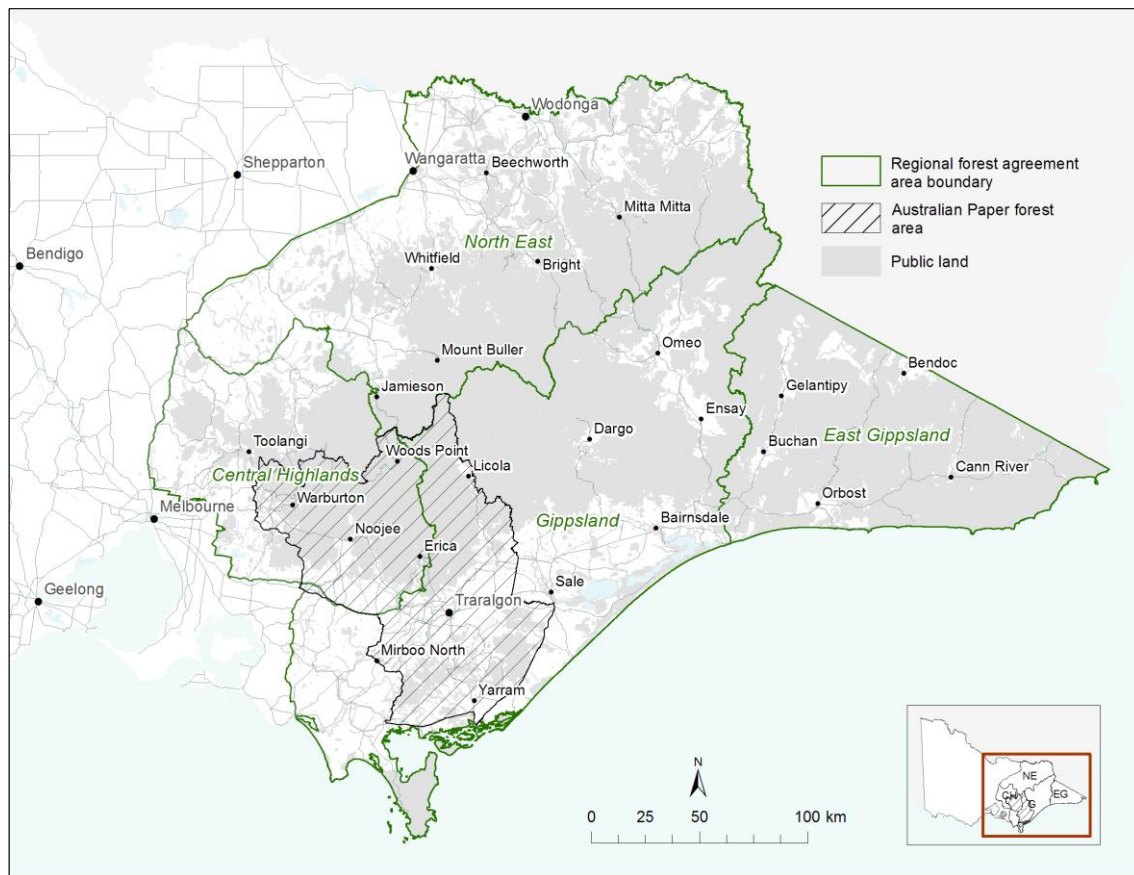 Wodonga
Shepparton
Wangaratta
Beechworth
Regional forest agreement
area boundary
Australian Paper forest
area
Public land
Mitta Mitta
North East
Bendigo
Whitfield
Bright
Mount Buller
Omeo
Bendoc
Jamieson
Gelantipy
Ensay
Dargo
East Gippsland
Toolangi
Buchan
Woods Point
Central Highlands
Licola
Cann River
Warburton
Orbost
Melbourne
Gippsland
Bairnsdale
Noojee
Erica
Sale
Geelong
Traralgon
Mirboo North
Yarram
N
0 25 50 100 km
NE
CH
G
EG